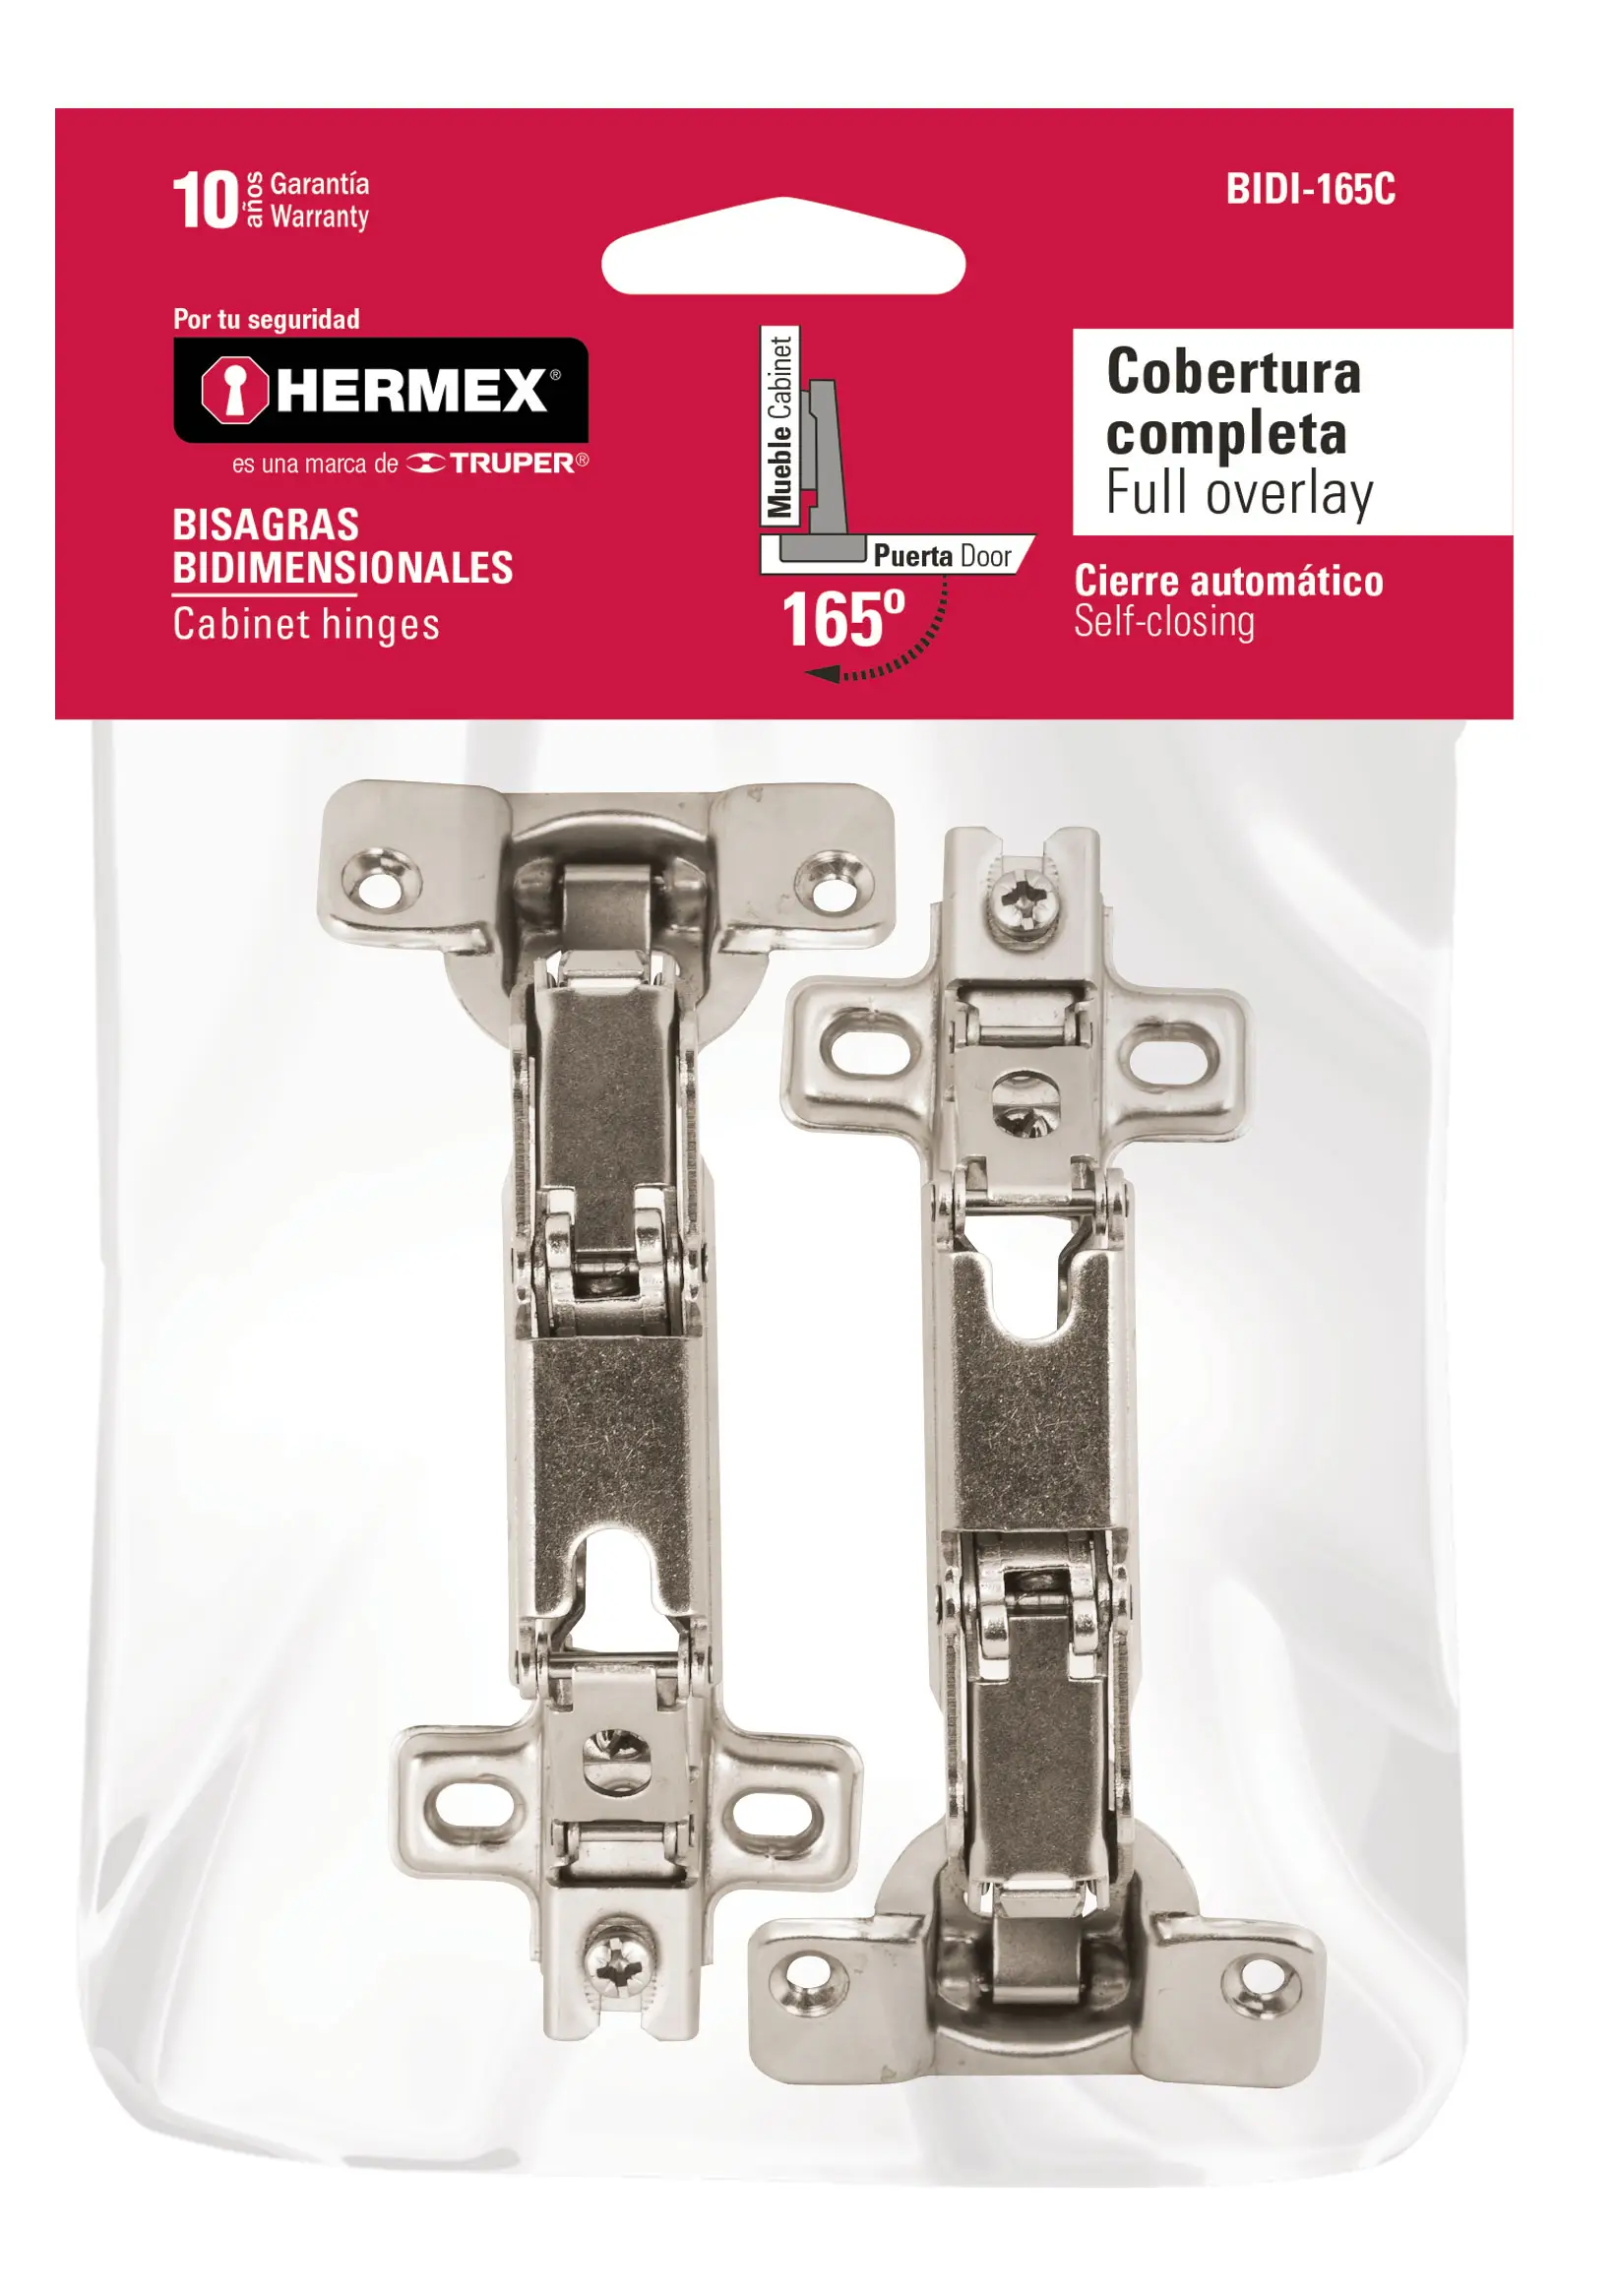 10 años Garantía
Warranty
BIDI-165C
Por tu seguridad
HERMEX®
es una marca de TRUPER®
BISAGRAS
BIDIMENSIONALES
Cabinet hinges
Mueble Cabinet
Puerta Door
165º
Cobertura
completa
Full overlay
Cierre automático
Self-closing